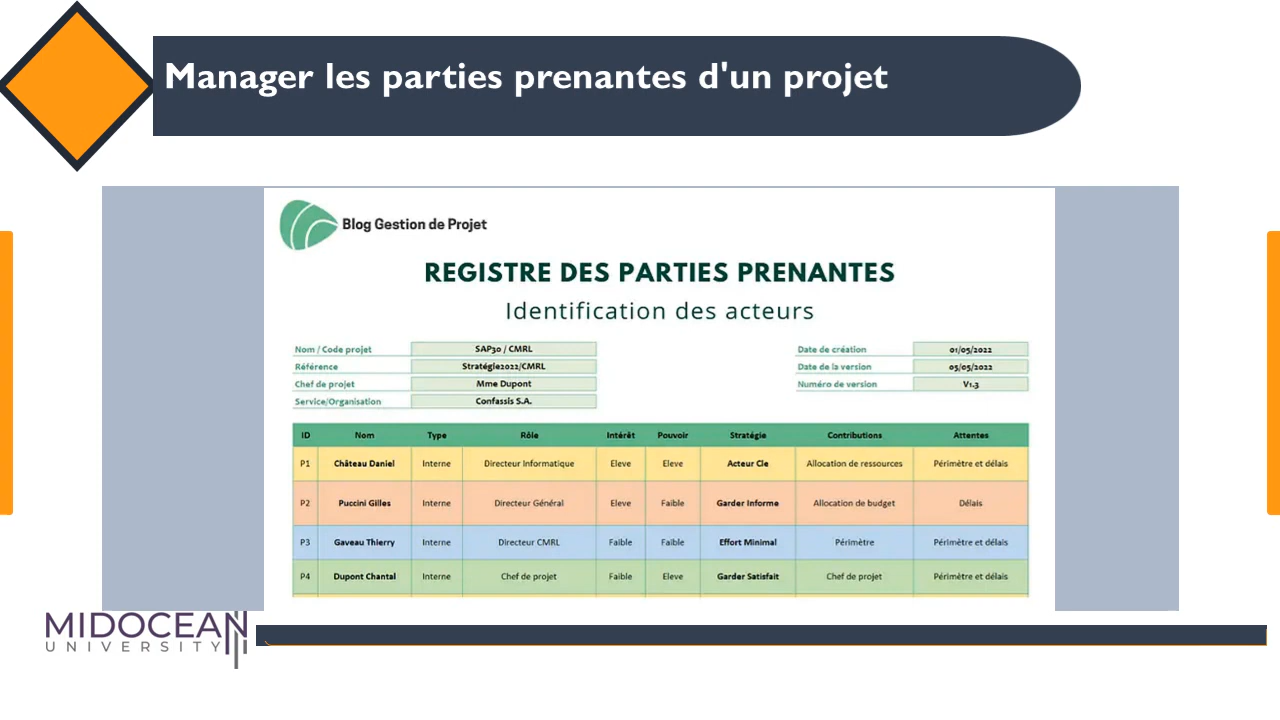 Manager les parties prenantes d'un projet
Blog Gestion de Projet
REGISTRE DES PARTIES PRENANTES
Identification des acteurs
Nom / Code projet SAP30 / CMRL Date de création 01/05/2022
Référence Stratégie2022/CMRL Date de la version 05/05/2022
Chef de projet Mme Dupont Numéro de version V1.3
Service/Organisation Confassis S.A.
ID Nom Type Rôle Intérêt Pouvoir Stratégie Contributions Attentes
P1 Château Daniel Interne Directeur Informatique Eleve Eleve Acteur Cle Allocation de ressources Périmètre et délais
P2 Puccini Gilles Interne Directeur Général Eleve Faible Garder Informe Allocation de budget Délais
P3 Gaveau Thierry Interne Directeur CMRL Faible Faible Effort Minimal Périmètre Périmètre et délais
P4 Dupont Chantal Interne Chef de projet Faible Eleve Garder Satisfait Chef de projet Périmètre et délais
MIDOCEAN
UNIVERSITY